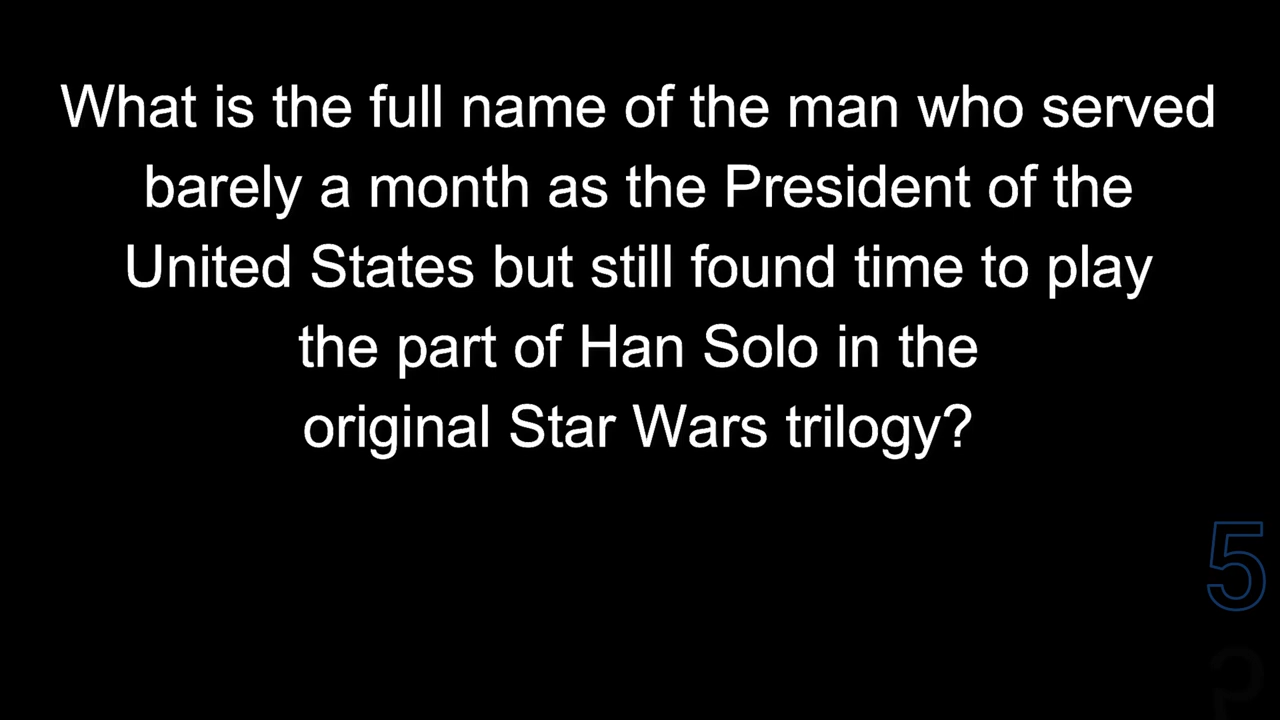 What is the full name of the man who served
barely a month as the President of the
United States but still found time to play
the part of Han Solo in the
original Star Wars trilogy?
5